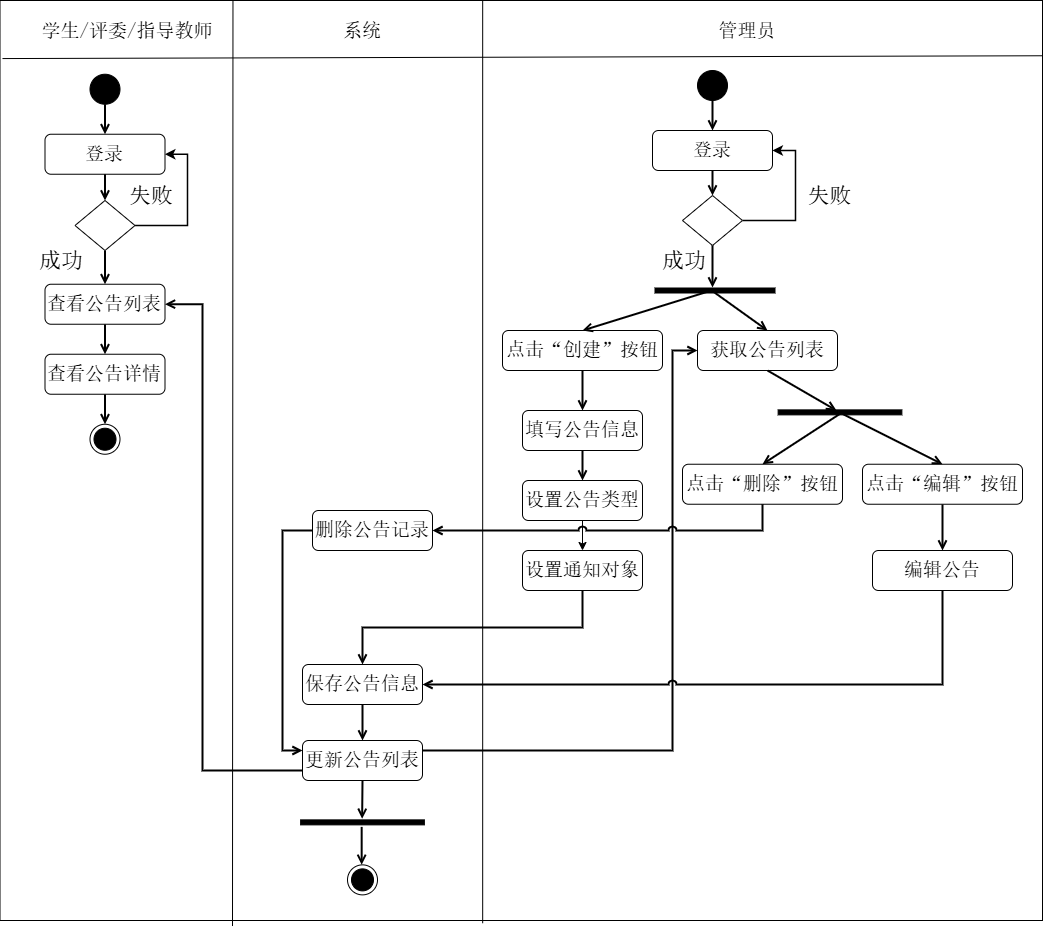 学生/评委/指导教师
系统
管理员
登录
失败
成功
查看公告列表
查看公告详情
登录
失败
成功
点击“创建”按钮
获取公告列表
填写公告信息
点击“删除”按钮
点击“编辑”按钮
设置公告类型
删除公告记录
设置通知对象
编辑公告
保存公告信息
更新公告列表